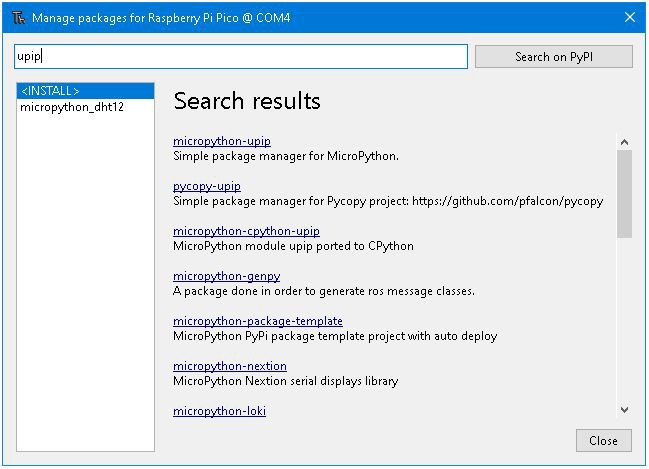 Th Manage packages for Raspberry Pi Pico @ COM4
upip
Search on PyPI
<INSTALL>
micropython_dht12
Search results
micropython-upip
Simple package manager for MicroPython.
pycopy-upip
Simple package manager for Pycopy project: https://github.com/pfalcon/pycopy
micropython-cpython-upip
MicroPython module upip ported to CPython
micropython-genpy
A package done in order to generate ros message classes.
micropython-package-template
MicroPython PyPi package template project with auto deploy
micropython-nextion
MicroPython Nextion serial displays library
micropython-loki
Close